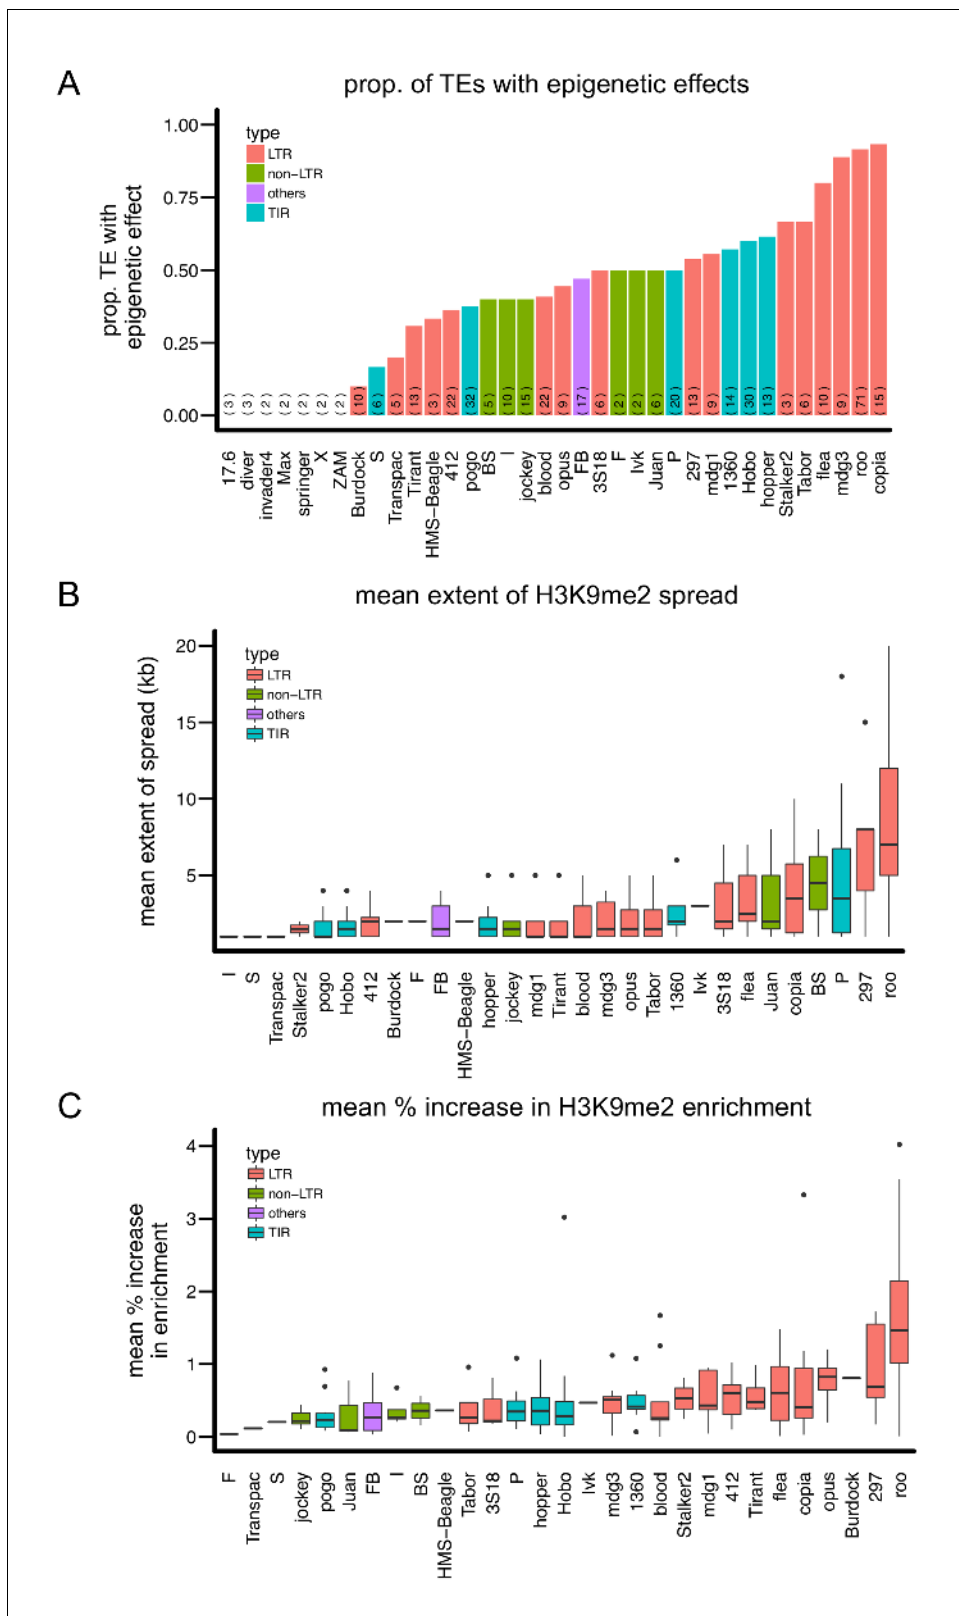 A
prop. of TEs with epigenetic effects
prop. TE with
epigenetic effect
1.00
0.75
0.50
0.25
0.00
type
LTR
non-LTR
others
TIR
(3) (3) (2) (2) (2) (2) (2) (10) (6) (5) (13) (3) (22) (32) (5) (10) (15) (22) (9) (17) (6) (2) (2) (6) (20) (13) (9) (14) (30) (13) (3) (6) (10) (9) (71) (15)
17.6 diver invader4 Max springer X ZAM Burdock S Transpac Tirant HMS-Beagle 412 pogo BS I jockey blood opus FB 3S18 F Ivk Juan P 297 mdg1 1360 Hobo hopper Stalker2 Tabor flea mdg3 roo copia
B
mean extent of H3K9me2 spread
mean extent of spread (kb)
20
15
10
5
type
LTR
non-LTR
others
TIR
I S Transpac Stalker2 pogo Hobo 412 Burdock F FB HMS-Beagle hopper jockey mdg1 Tirant blood mdg3 opus Tabor 1360 Ivk 3S18 flea Juan copia BS P 297 roo
C
mean % increase in H3K9me2 enrichment
mean % increase
in enrichment
4
3
2
1
0
type
LTR
non-LTR
others
TIR
F Transpac S jockey pogo Juan FB I BS HMS-Beagle Tabor 3S18 P hopper Hobo Ivk mdg3 1360 blood Stalker2 mdg1 412 Tirant flea copia opus Burdock 297 roo